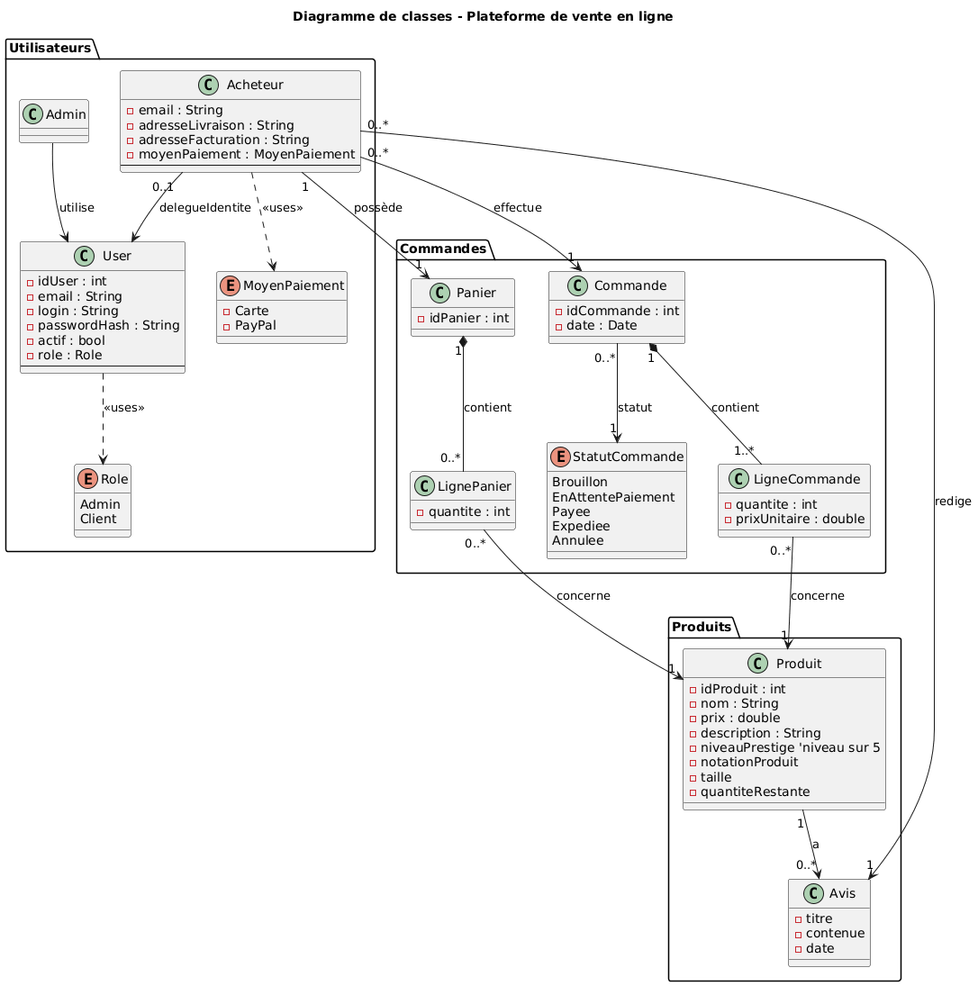 Diagramme de classes - Plateforme de vente en ligne
Utilisateurs
C Admin
C Acheteur
email : String
adresseLivraison : String
adresseFacturation : String
moyenPaiement : MoyenPaiement
0..*
0..*
0..1
1
utilise
delegueIdentite
«uses»
possède
effectue
C User
idUser : int
email : String
login : String
passwordHash : String
actif : bool
role : Role
E MoyenPaiement
Carte
PayPal
«uses»
E Role
Admin
Client
Commandes
1
1
C Panier
idPanier : int
C Commande
idCommande : int
date : Date
1
0..*
1
contient
statut
contient
0..*
1
1..*
C LignePanier
quantite : int
E StatutCommande
Brouillon
EnAttentePaiement
Payee
Expediee
Annulee
C LigneCommande
quantite : int
prixUnitaire : double
redige
0..*
0..*
concerne
concerne
Produits
1
1
C Produit
idProduit : int
nom : String
prix : double
description : String
niveauPrestige 'niveau sur 5
notationProduit
taille
quantiteRestante
1
a
0..*
1
C Avis
titre
contenue
date